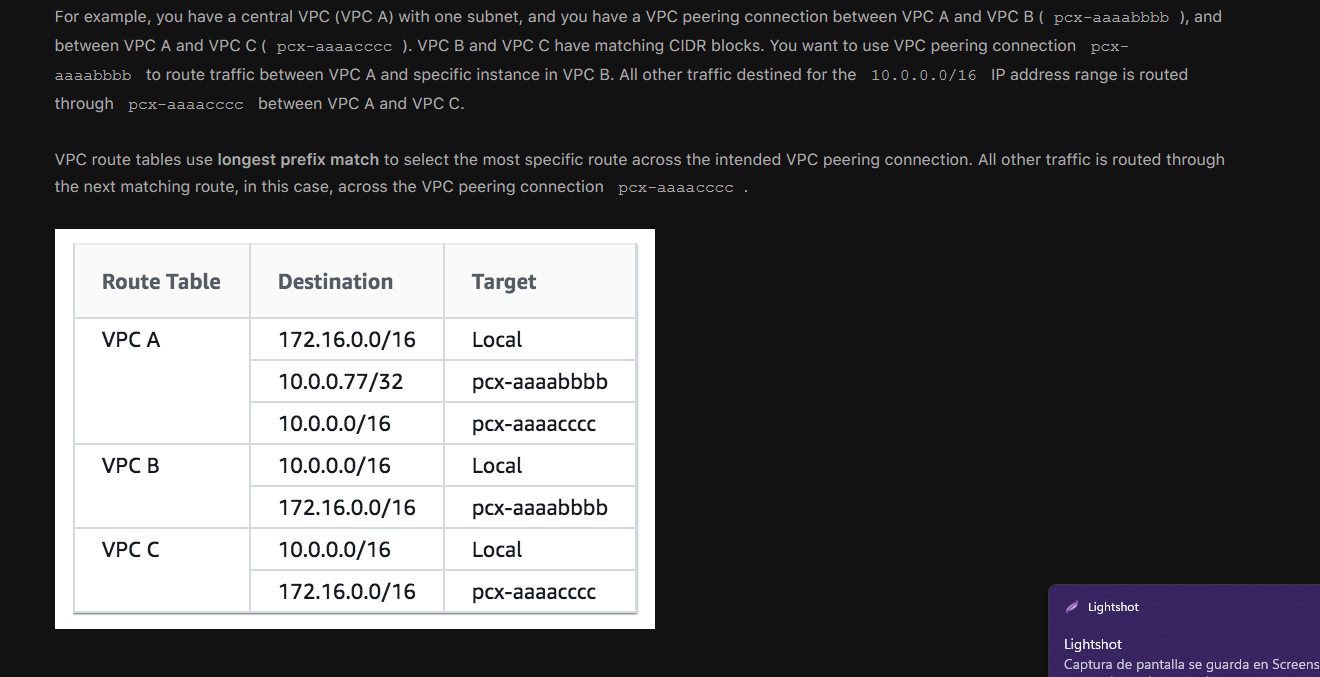 For example, you have a central VPC (VPC A) with one subnet, and you have a VPC peering connection between VPC A and VPC B ( pcx-aaaabbbb ), and
between VPC A and VPC C ( pcx-aaaacccc ). VPC B and VPC C have matching CIDR blocks. You want to use VPC peering connection pcx-
aaaabbbb to route traffic between VPC A and specific instance in VPC B. All other traffic destined for the 10.0.0.0/16 IP address range is routed
through pcx-aaaacccc between VPC A and VPC C.
VPC route tables use longest prefix match to select the most specific route across the intended VPC peering connection. All other traffic is routed through
the next matching route, in this case, across the VPC peering connection pcx-aaaacccc .
Route Table Destination Target
VPC A 172.16.0.0/16 Local
10.0.0.77/32 pcx-aaaabbbb
10.0.0.0/16 pcx-aaaacccc
VPC B 10.0.0.0/16 Local
172.16.0.0/16 pcx-aaaabbbb
VPC C 10.0.0.0/16 Local
172.16.0.0/16 pcx-aaaacccc
Lightshot
Lightshot
Captura de pantalla se guarda en Screens